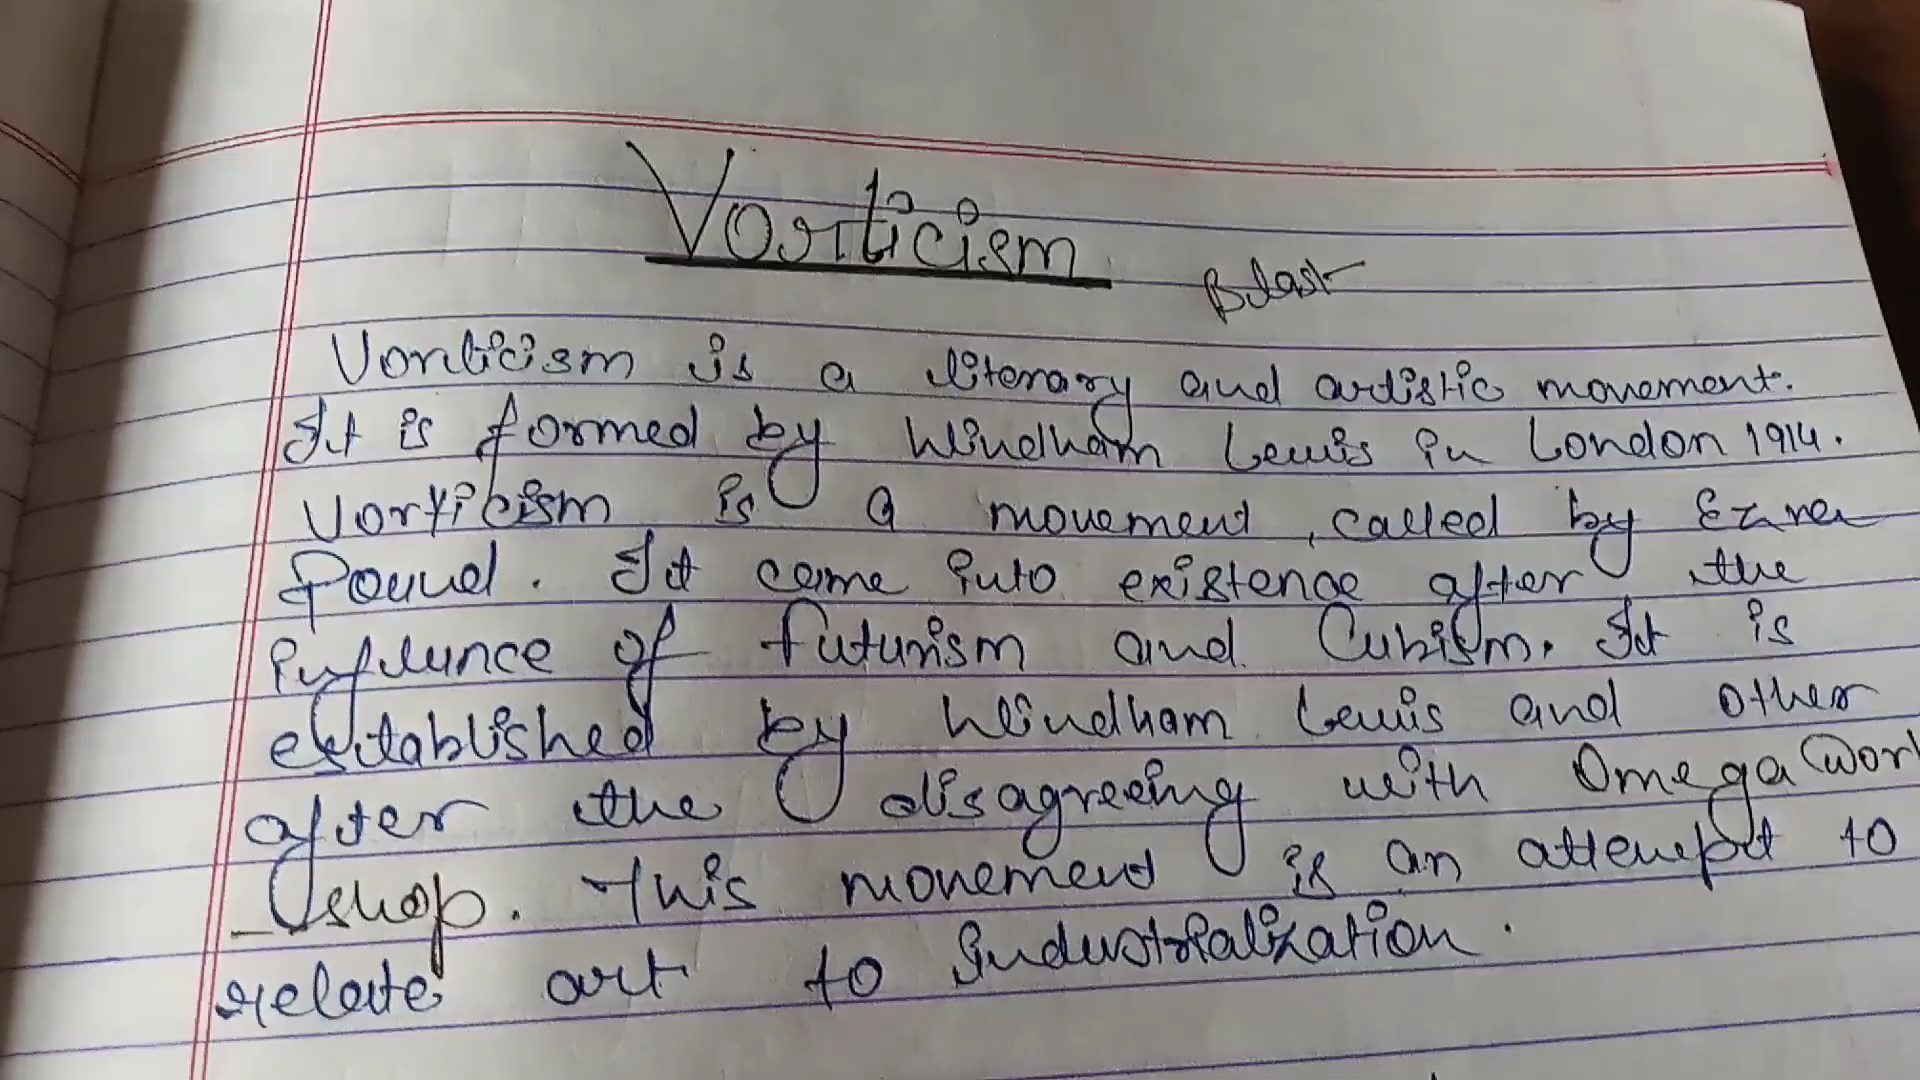 Vorticism
Blast
Vorticism is a literary and artistic movement.
It is formed by Windham Lewis in London 1914.
Vorticism is a movement, called by Ezra
Pound. It came into existence after the
influence of futurism and Cubism. It is
established by Windham Lewis and other
after the disagreeing with Omega Work
_shop. This movement is an attempt to
relate art to industrialization.